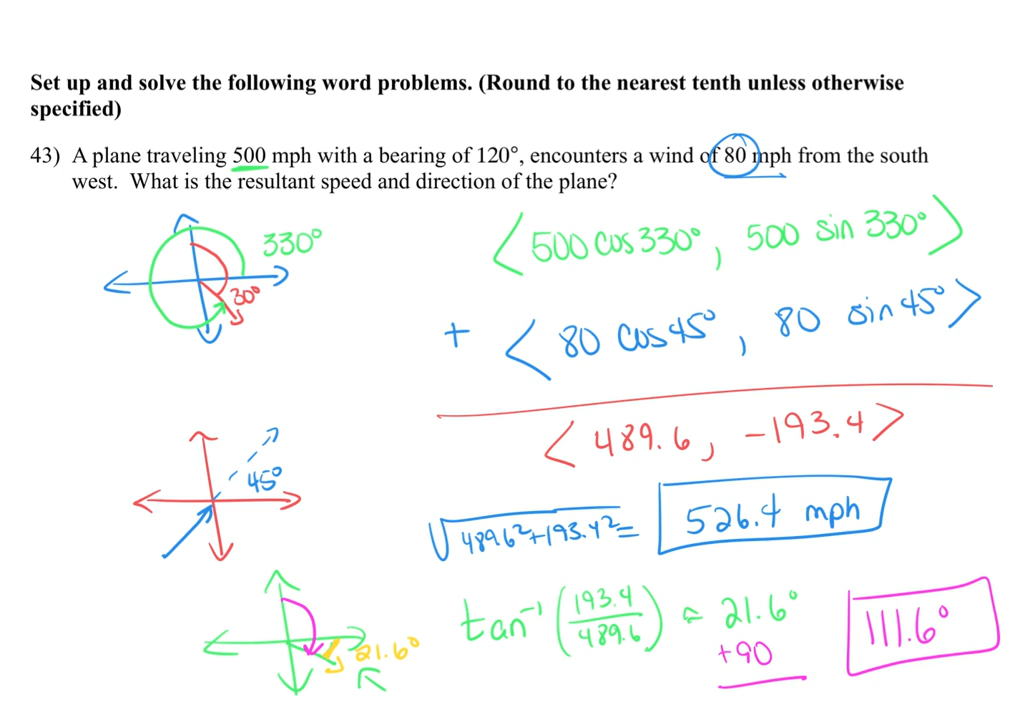 Set up and solve the following word problems. (Round to the nearest tenth unless otherwise
specified)
43) A plane traveling 500 mph with a bearing of 120°, encounters a wind of 80 mph from the south
west. What is the resultant speed and direction of the plane?
330°
30°
< 500 cos 330°, 500 sin 330° >
+ < 80 cos 45°, 80 sin 45° >
45°
< 489.6, -193.4 >
√489.6²+193.4² = 526.4 mph
21.6°
tan⁻¹(193.4/489.6) ≈ 21.6°
+90
111.6°